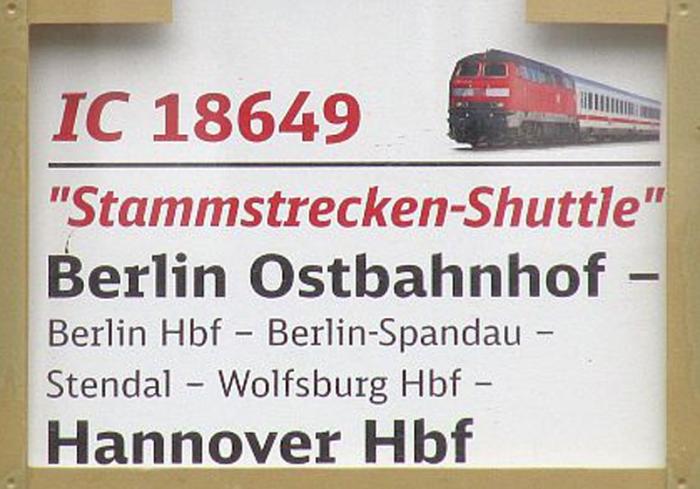 IC 18649
"Stammstrecken-Shuttle"
Berlin Ostbahnhof –
Berlin Hbf – Berlin-Spandau –
Stendal – Wolfsburg Hbf –
Hannover Hbf